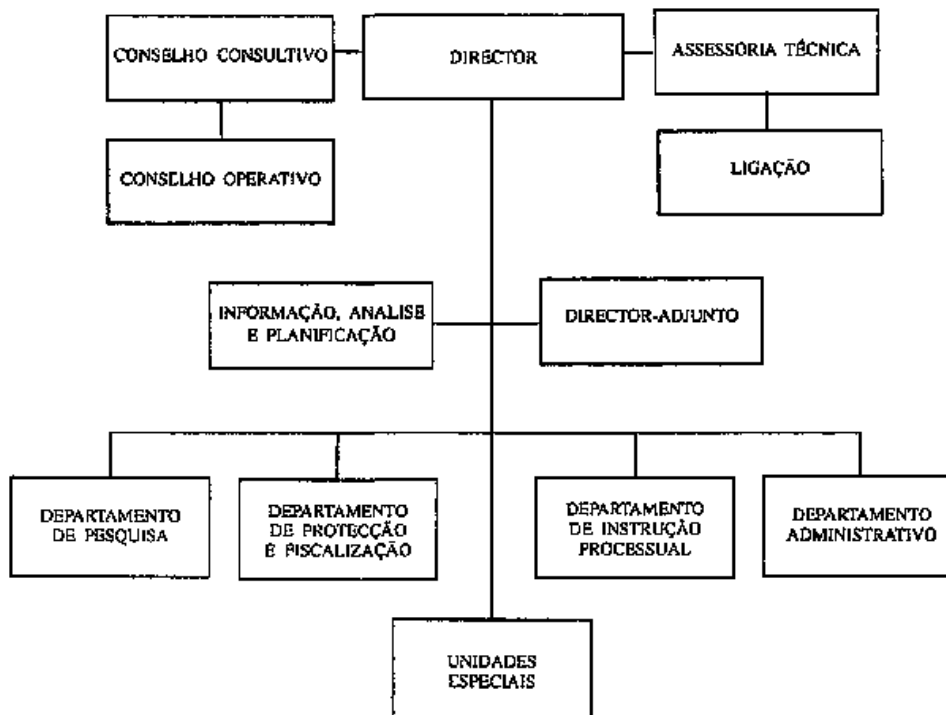 CONSELHO CONSULTIVO
DIRECTOR
ASSESSORIA TÉCNICA
CONSELHO OPERATIVO
LIGAÇÃO
INFORMAÇÃO, ANALISE
E PLANIFICAÇÃO
DIRECTOR-ADJUNTO
DEPARTAMENTO
DE PESQUISA
DEPARTAMENTO
DE PROTECÇÃO
E FISCALIZAÇÃO
DEPARTAMENTO
DE INSTRUÇÃO
PROCESSUAL
DEPARTAMENTO
ADMINISTRATIVO
UNIDADES
ESPECIAIS